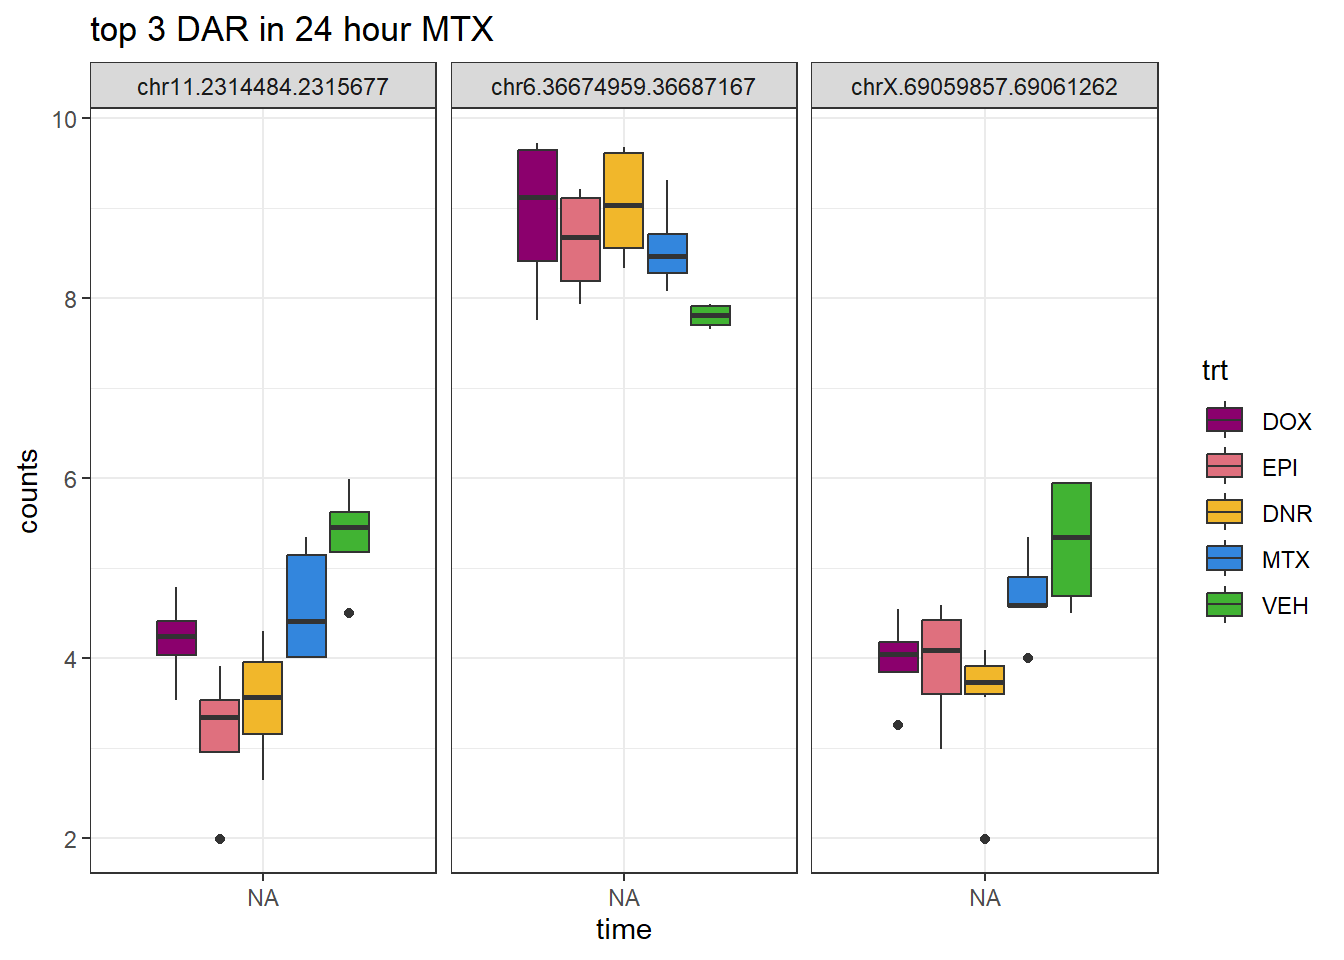 top 3 DAR in 24 hour MTX
chr11.2314484.2315677
chr6.36674959.36687167
chrX.69059857.69061262
10
8
6
4
2
counts
NA
NA
NA
time
trt
DOX
EPI
DNR
MTX
VEH